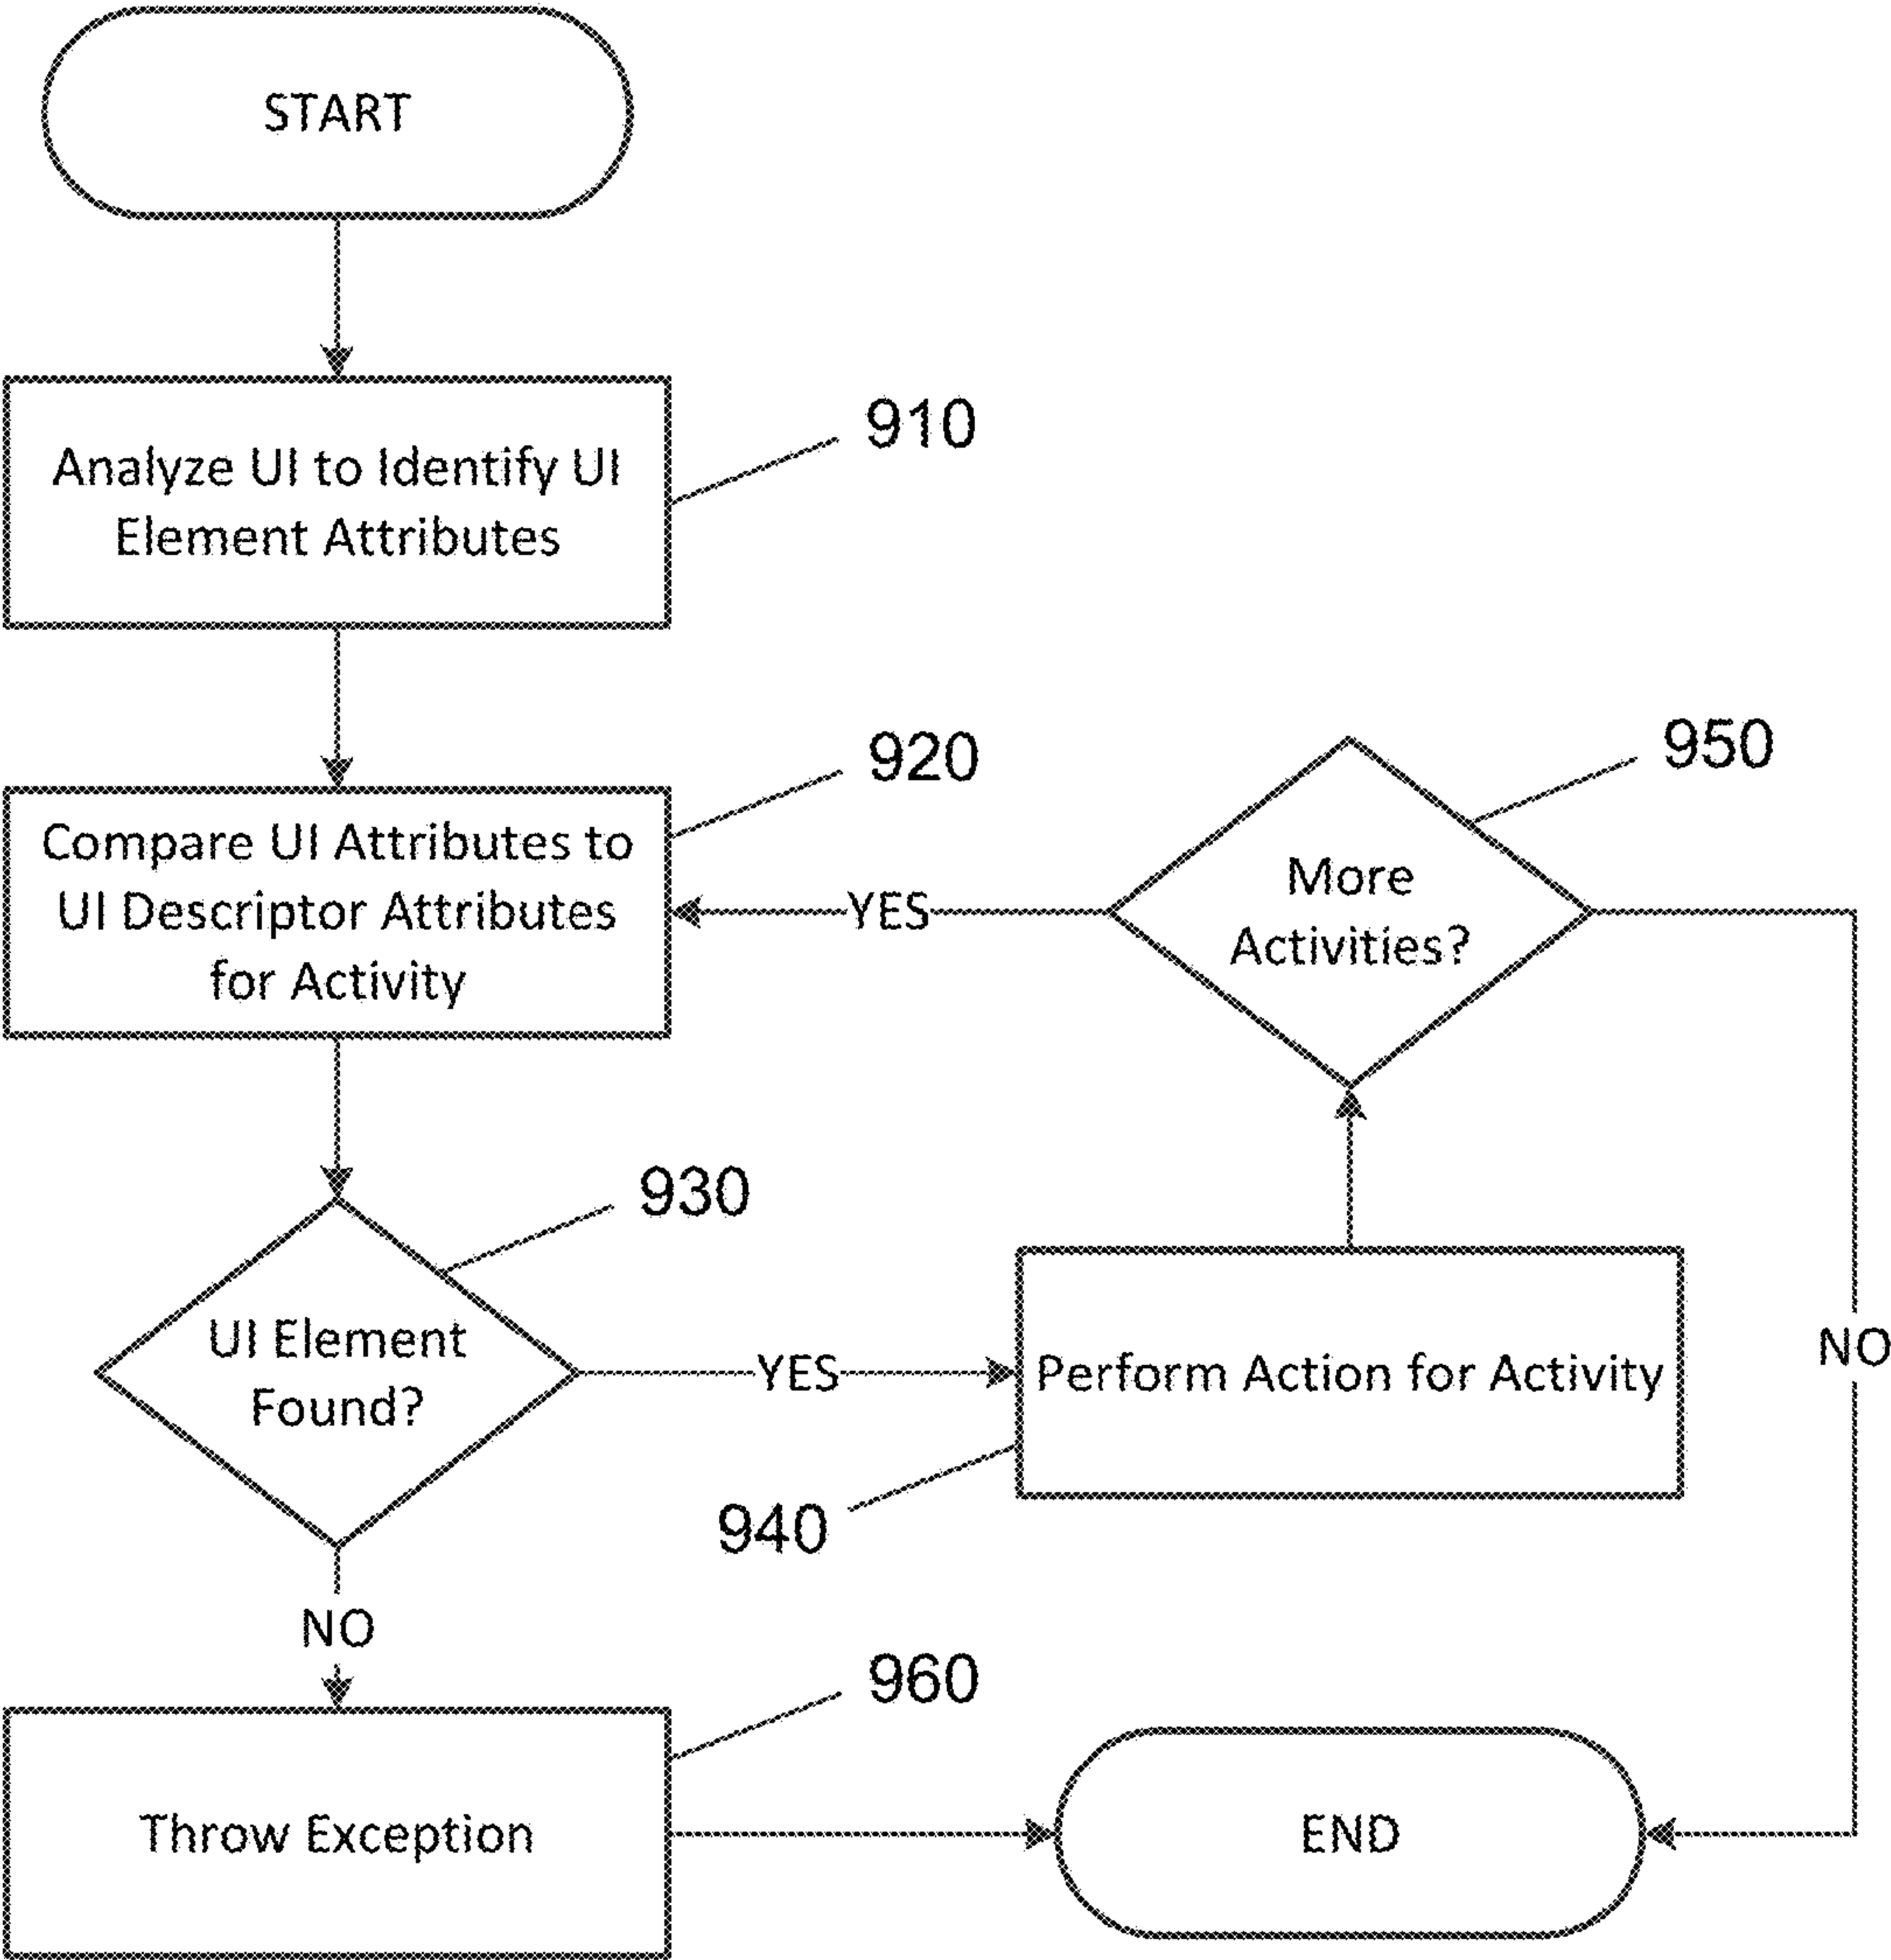 START
910
Analyze UI to Identify UI
Element Attributes
920
950
Compare UI Attributes to
UI Descriptor Attributes
for Activity
YES
More
Activities?
930
UI Element
Found?
YES
Perform Action for Activity
NO
940
NO
960
Throw Exception
END